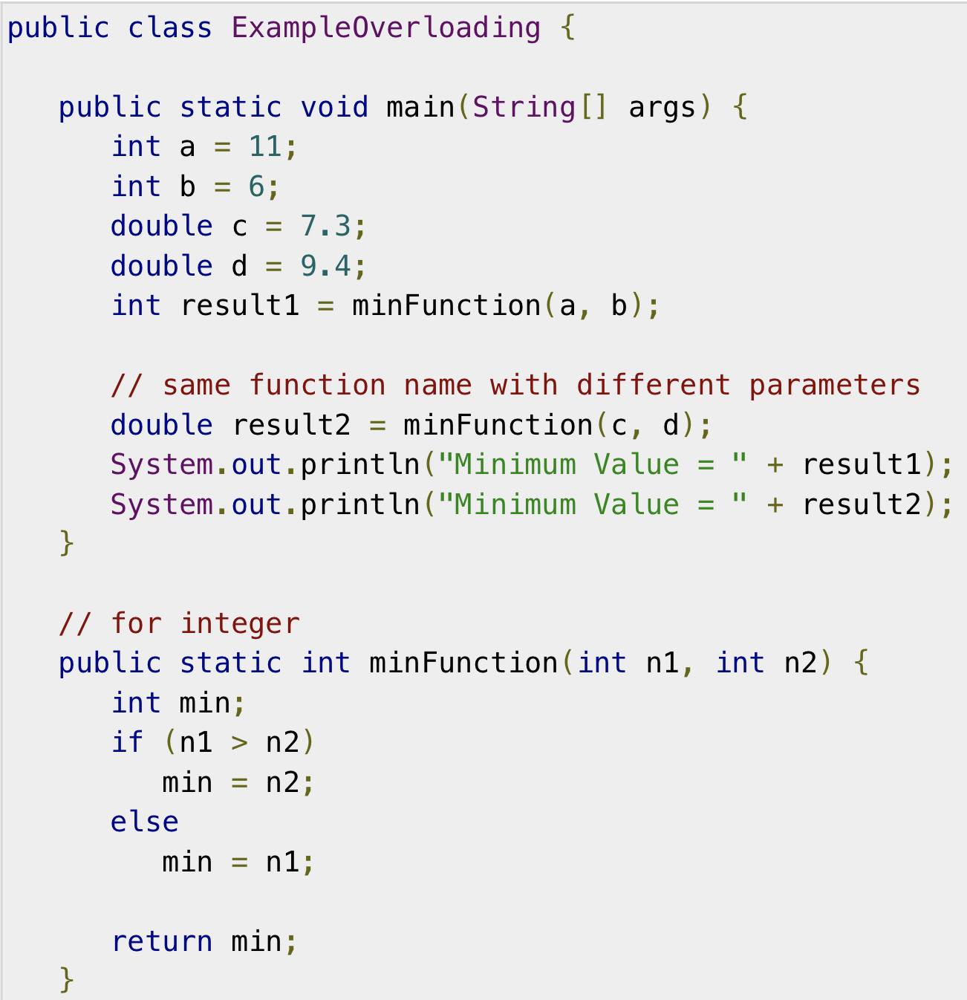 public class ExampleOverloading {
public static void main(String[] args) {
int a = 11;
int b = 6;
double c = 7.3;
double d = 9.4;
int result1 = minFunction(a, b);
// same function name with different parameters
double result2 = minFunction(c, d);
System.out.println("Minimum Value = " + result1);
System.out.println("Minimum Value = " + result2);
}
// for integer
public static int minFunction(int n1, int n2) {
int min;
if (n1 > n2)
min = n2;
else
min = n1;
return min;
}